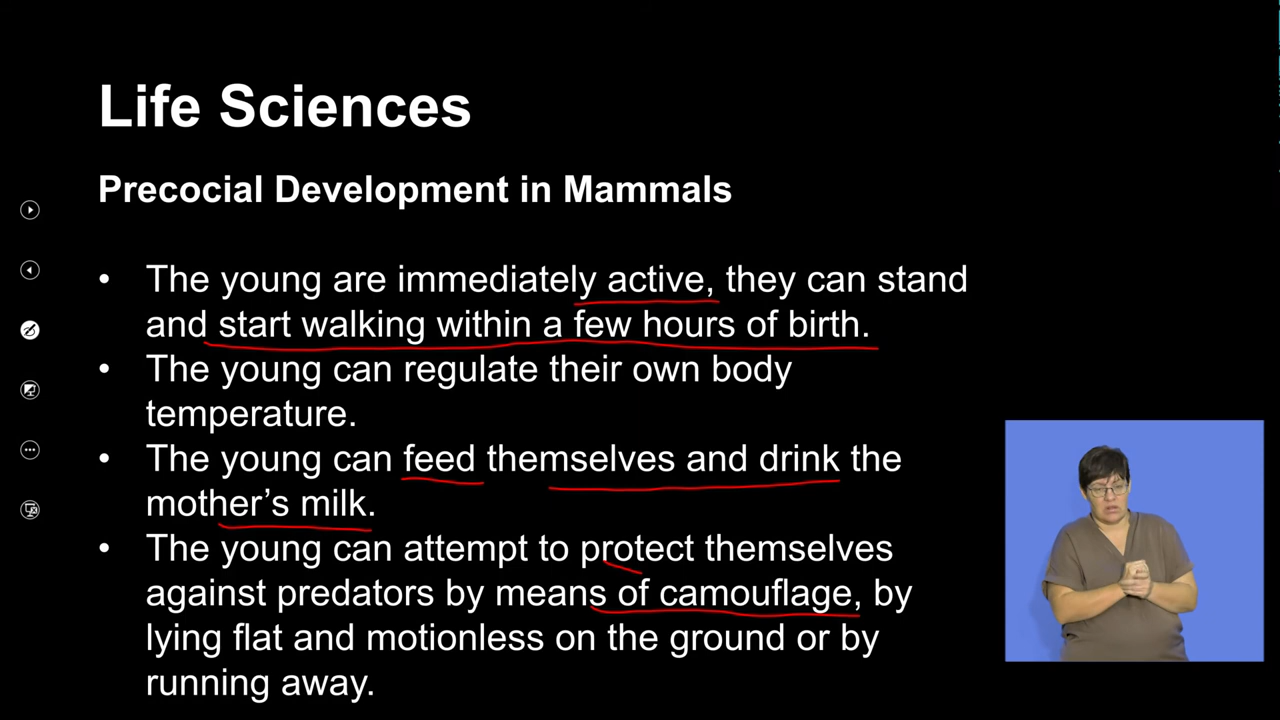 Life Sciences
Precocial Development in Mammals
• The young are immediately active, they can stand
and start walking within a few hours of birth.
• The young can regulate their own body
temperature.
• The young can feed themselves and drink the
mother's milk.
• The young can attempt to protect themselves
against predators by means of camouflage, by
lying flat and motionless on the ground or by
running away.